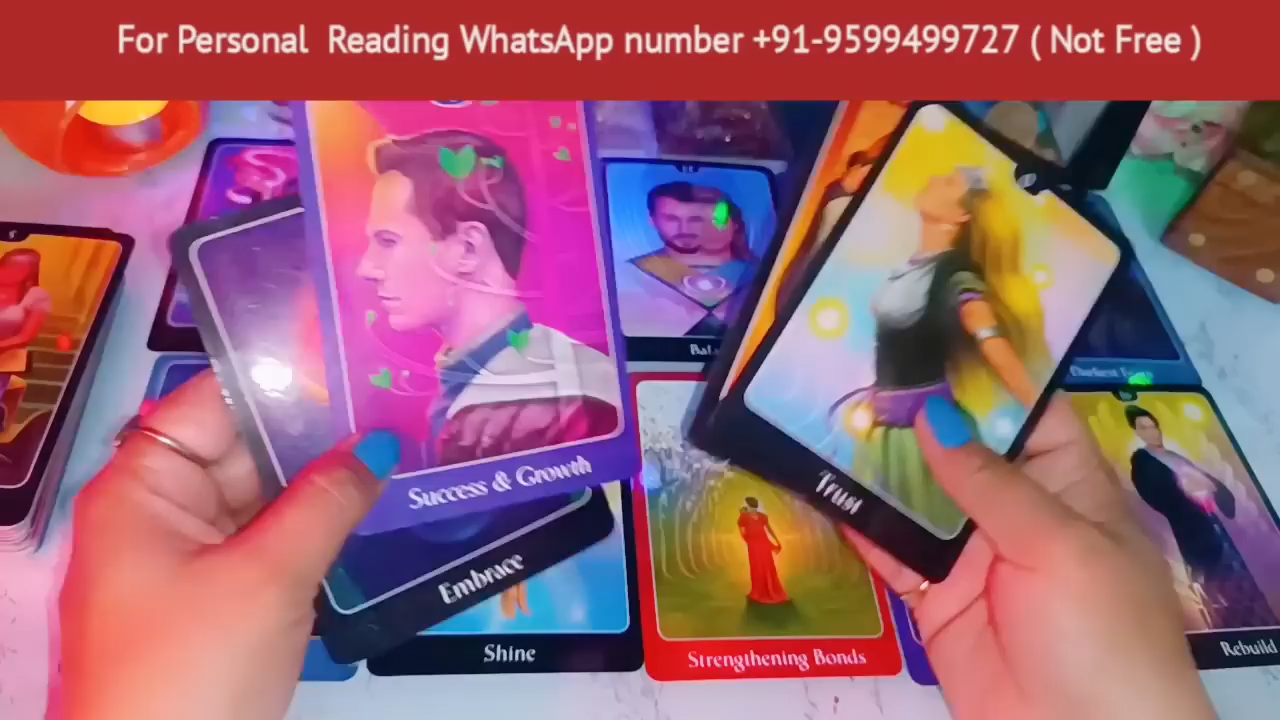 For Personal Reading WhatsApp number +91-9599499727 ( Not Free )
Success & Growth
Trust
Embrace
Shine
Strengthening Bonds
Rebuild